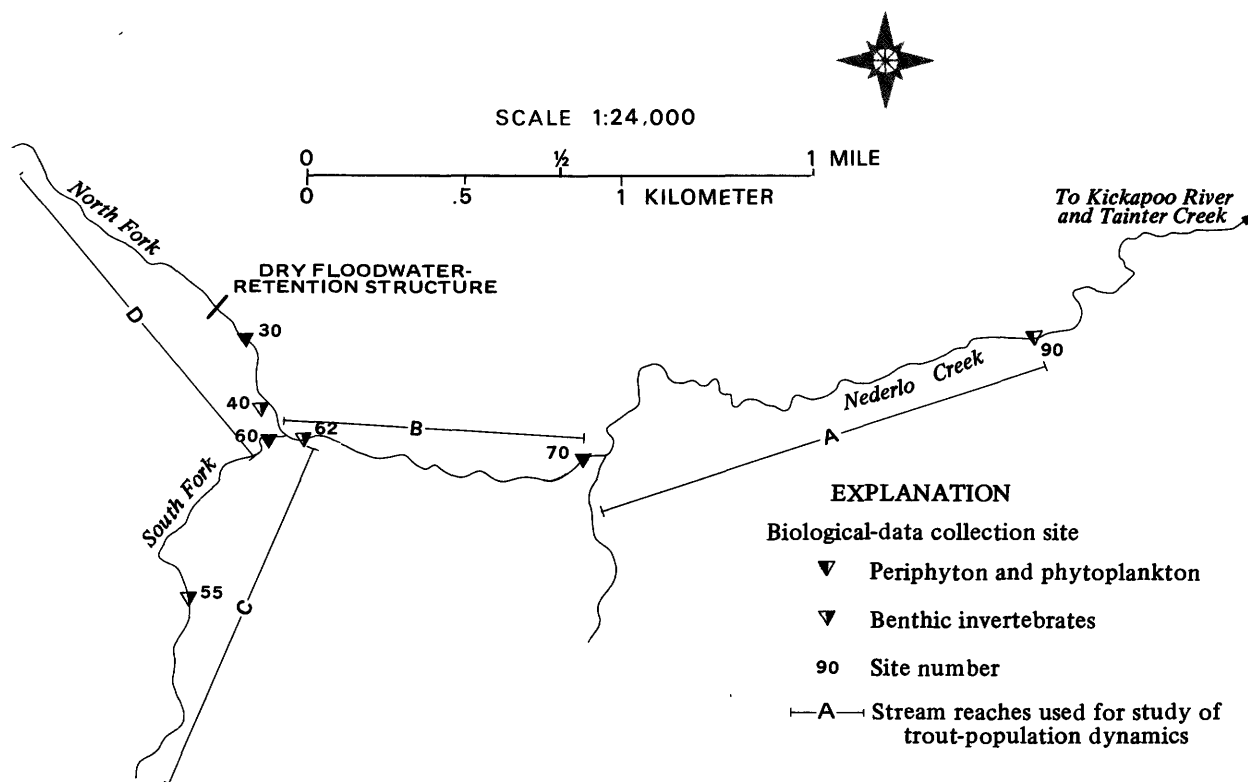 SCALE 1:24,000
0 ½ 1 MILE
0 .5 1 KILOMETER
To Kickapoo River
and Tainter Creek
North Fork
DRY FLOODWATER-
RETENTION STRUCTURE
D
30
40
60
62
B
70
90
Nederlo Creek
A
South Fork
55
C
EXPLANATION
Biological-data collection site
Periphyton and phytoplankton
Benthic invertebrates
90 Site number
A Stream reaches used for study of
trout-population dynamics